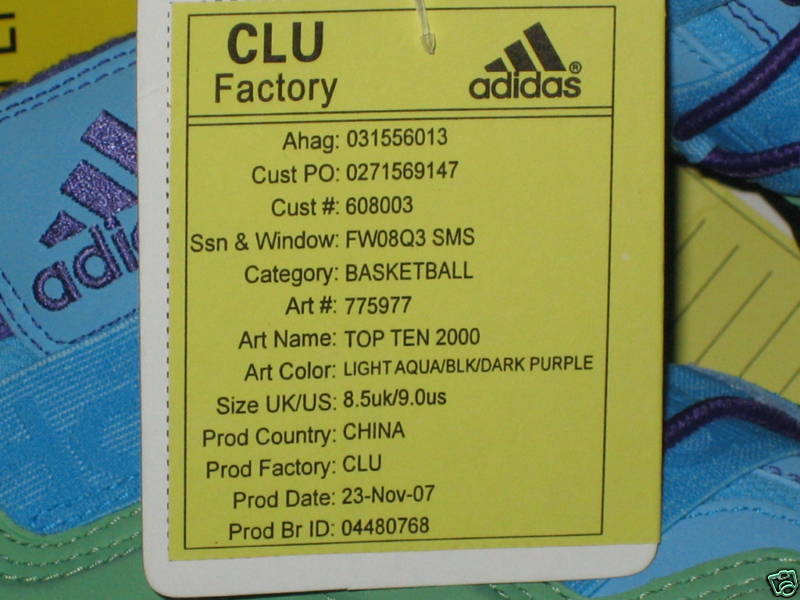 CLU
Factory
adidas®
Ahag: 031556013
Cust PO: 0271569147
Cust #: 608003
Ssn & Window: FW08Q3 SMS
Category: BASKETBALL
Art #: 775977
Art Name: TOP TEN 2000
Art Color: LIGHT AQUA/BLK/DARK PURPLE
Size UK/US: 8.5uk/9.0us
Prod Country: CHINA
Prod Factory: CLU
Prod Date: 23-Nov-07
Prod Br ID: 04480768
adi